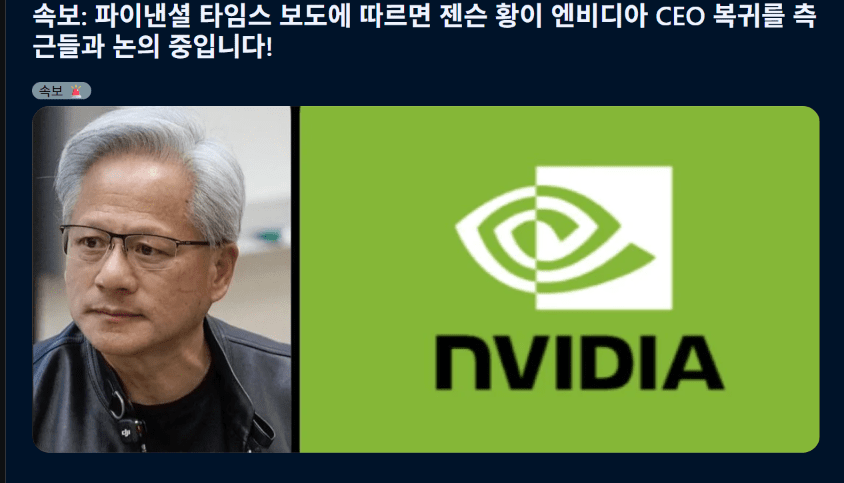 속보: 파이낸셜 타임스 보도에 따르면 젠슨 황이 엔비디아 CEO 복귀를 측
근들과 논의 중입니다!
속보 🚨
nVIDIA
dji